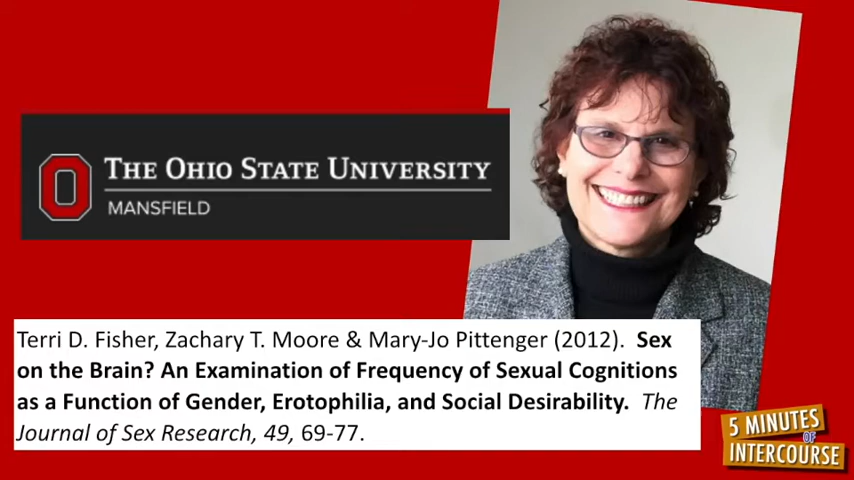 THE OHIO STATE UNIVERSITY
MANSFIELD
Terri D. Fisher, Zachary T. Moore & Mary-Jo Pittenger (2012). Sex
on the Brain? An Examination of Frequency of Sexual Cognitions
as a Function of Gender, Erotophilia, and Social Desirability. The
Journal of Sex Research, 49, 69-77.
5 MINUTES
OF
INTERCOURSE